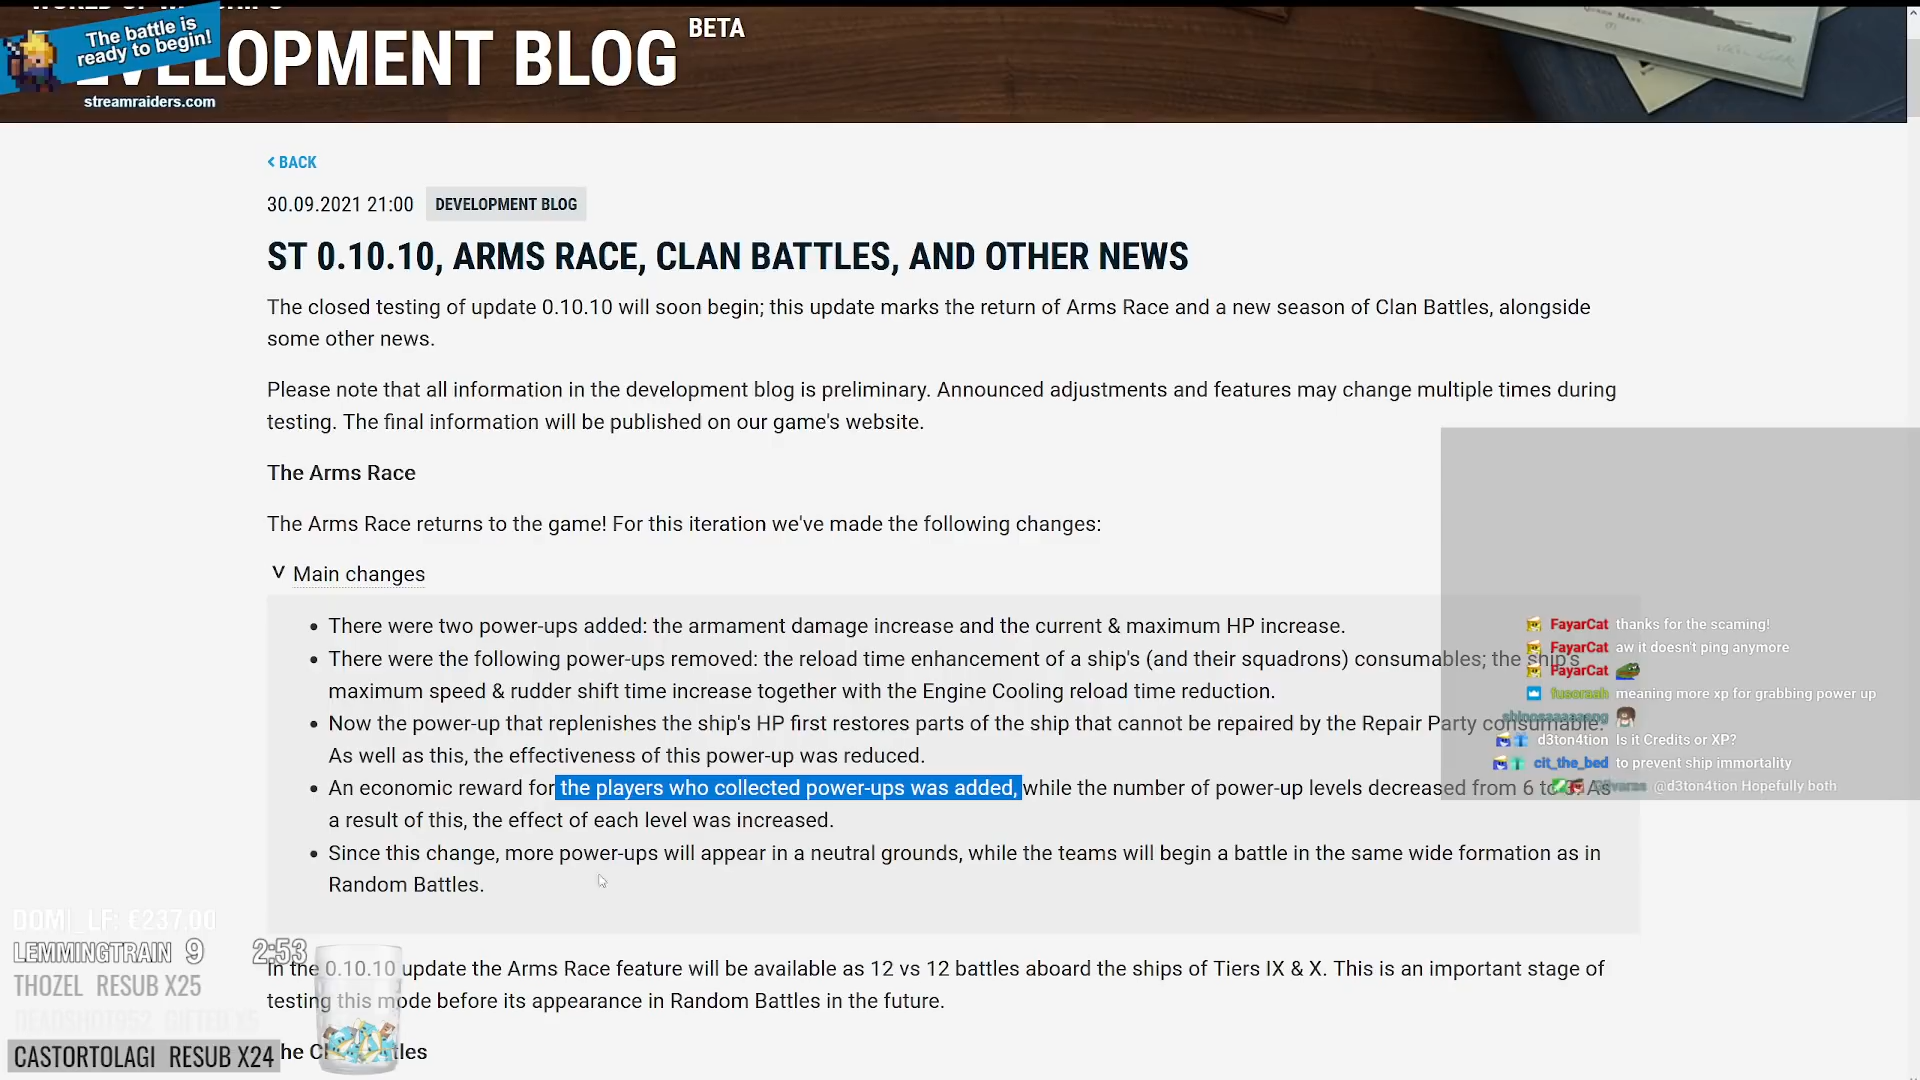 The battle is
ready to begin!
streamraiders.com
ELOPMENT BLOG
BETA
BACK
30.09.2021 21:00 DEVELOPMENT BLOG
ST 0.10.10, ARMS RACE, CLAN BATTLES, AND OTHER NEWS
The closed testing of update 0.10.10 will soon begin; this update marks the return of Arms Race and a new season of Clan Battles, alongside
some other news.
Please note that all information in the development blog is preliminary. Announced adjustments and features may change multiple times during
testing. The final information will be published on our game's website.
The Arms Race
The Arms Race returns to the game! For this iteration we've made the following changes:
Main changes
• There were two power-ups added: the armament damage increase and the current & maximum HP increase.
• There were the following power-ups removed: the reload time enhancement of a ship's (and their squadrons) consumables; the ship's
maximum speed & rudder shift time increase together with the Engine Cooling reload time reduction.
• Now the power-up that replenishes the ship's HP first restores parts of the ship that cannot be repaired by the Repair Party consumable.
As well as this, the effectiveness of this power-up was reduced.
• An economic reward for the players who collected power-ups was added, while the number of power-up levels decreased from 6 to As
a result of this, the effect of each level was increased.
• Since this change, more power-ups will appear in a neutral grounds, while the teams will begin a battle in the same wide formation as in
Random Battles.
In the 0.10.10 update the Arms Race feature will be available as 12 vs 12 battles aboard the ships of Tiers IX & X. This is an important stage of
testing this mode before its appearance in Random Battles in the future.
FayarCat thanks for the scaming!
FayarCat aw it doesn't ping anymore
FayarCat
fusorash meaning more xp for grabbing power up
d3ton4tion Is it Credits or XP?
cit_the_bed to prevent ship immortality
@d3ton4tion Hopefully both
DOM|_LF: €237.00
LEMMINGTRAIN 9 2:53
THOZEL RESUB X25
DEADSHOT952 GIFTED X5
CASTORTOLAGI RESUB X24